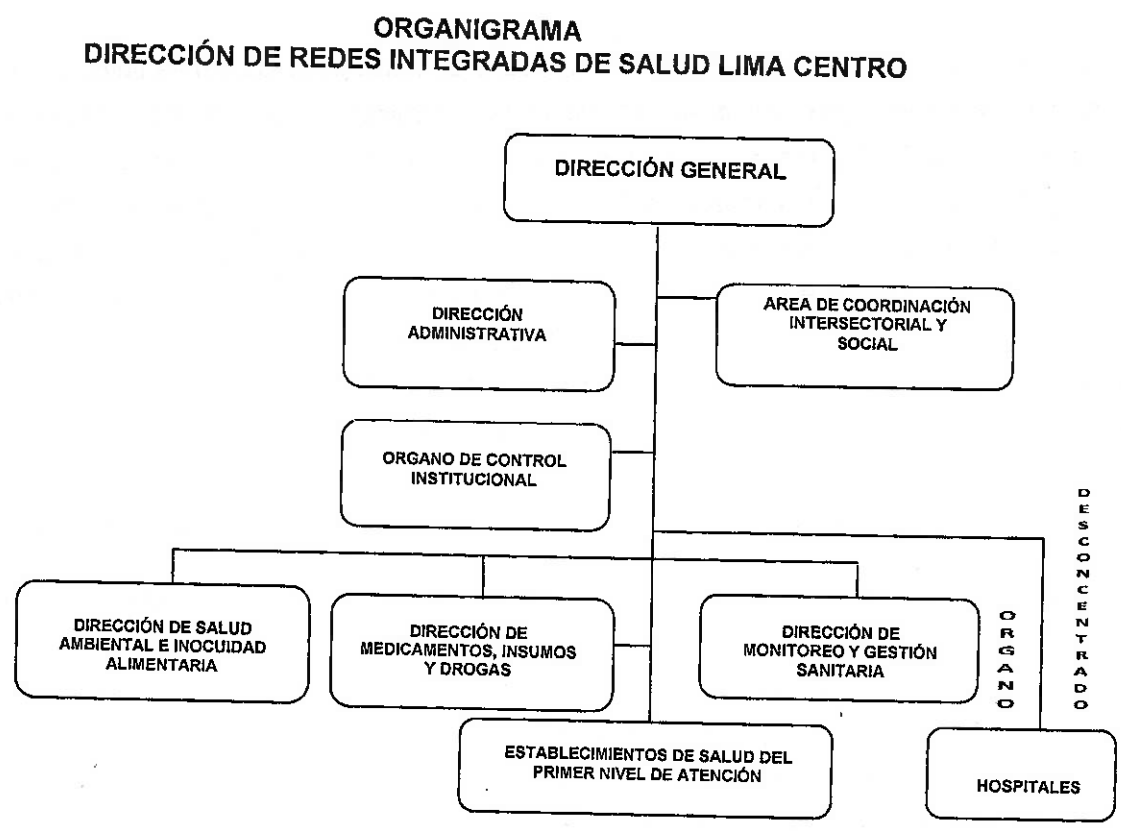 ORGANIGRAMA
DIRECCIÓN DE REDES INTEGRADAS DE SALUD LIMA CENTRO
DIRECCIÓN GENERAL
DIRECCIÓN
ADMINISTRATIVA
AREA DE COORDINACIÓN
INTERSECTORIAL Y
SOCIAL
ORGANO DE CONTROL
INSTITUCIONAL
DIRECCIÓN DE SALUD
AMBIENTAL E INOCUIDAD
ALIMENTARIA
DIRECCIÓN DE
MEDICAMENTOS, INSUMOS
Y DROGAS
DIRECCIÓN DE
MONITOREO Y GESTIÓN
SANITARIA
ORGANO
DESCONCENTRADO
ESTABLECIMIENTOS DE SALUD DEL
PRIMER NIVEL DE ATENCIÓN
HOSPITALES